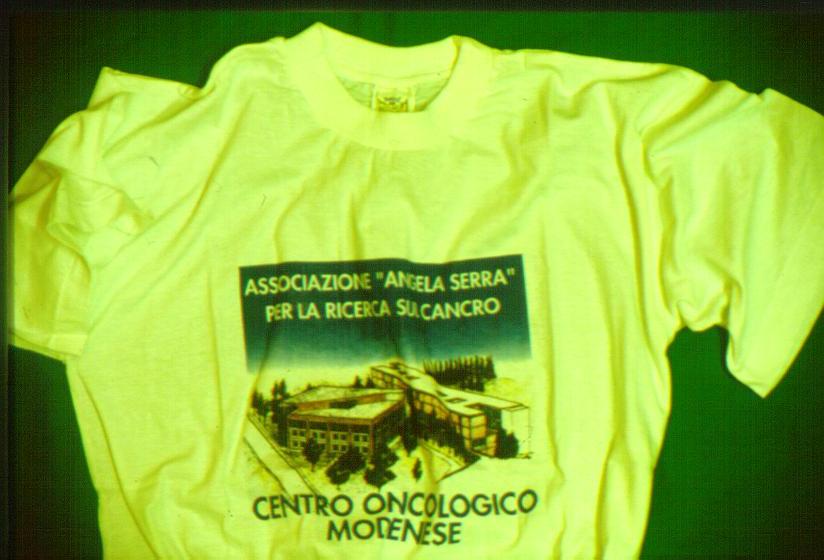 ASSOCIAZIONE "ANGELA SERRA"
PER LA RICERCA SUL CANCRO
CENTRO ONCOLOGICO
MODENESE